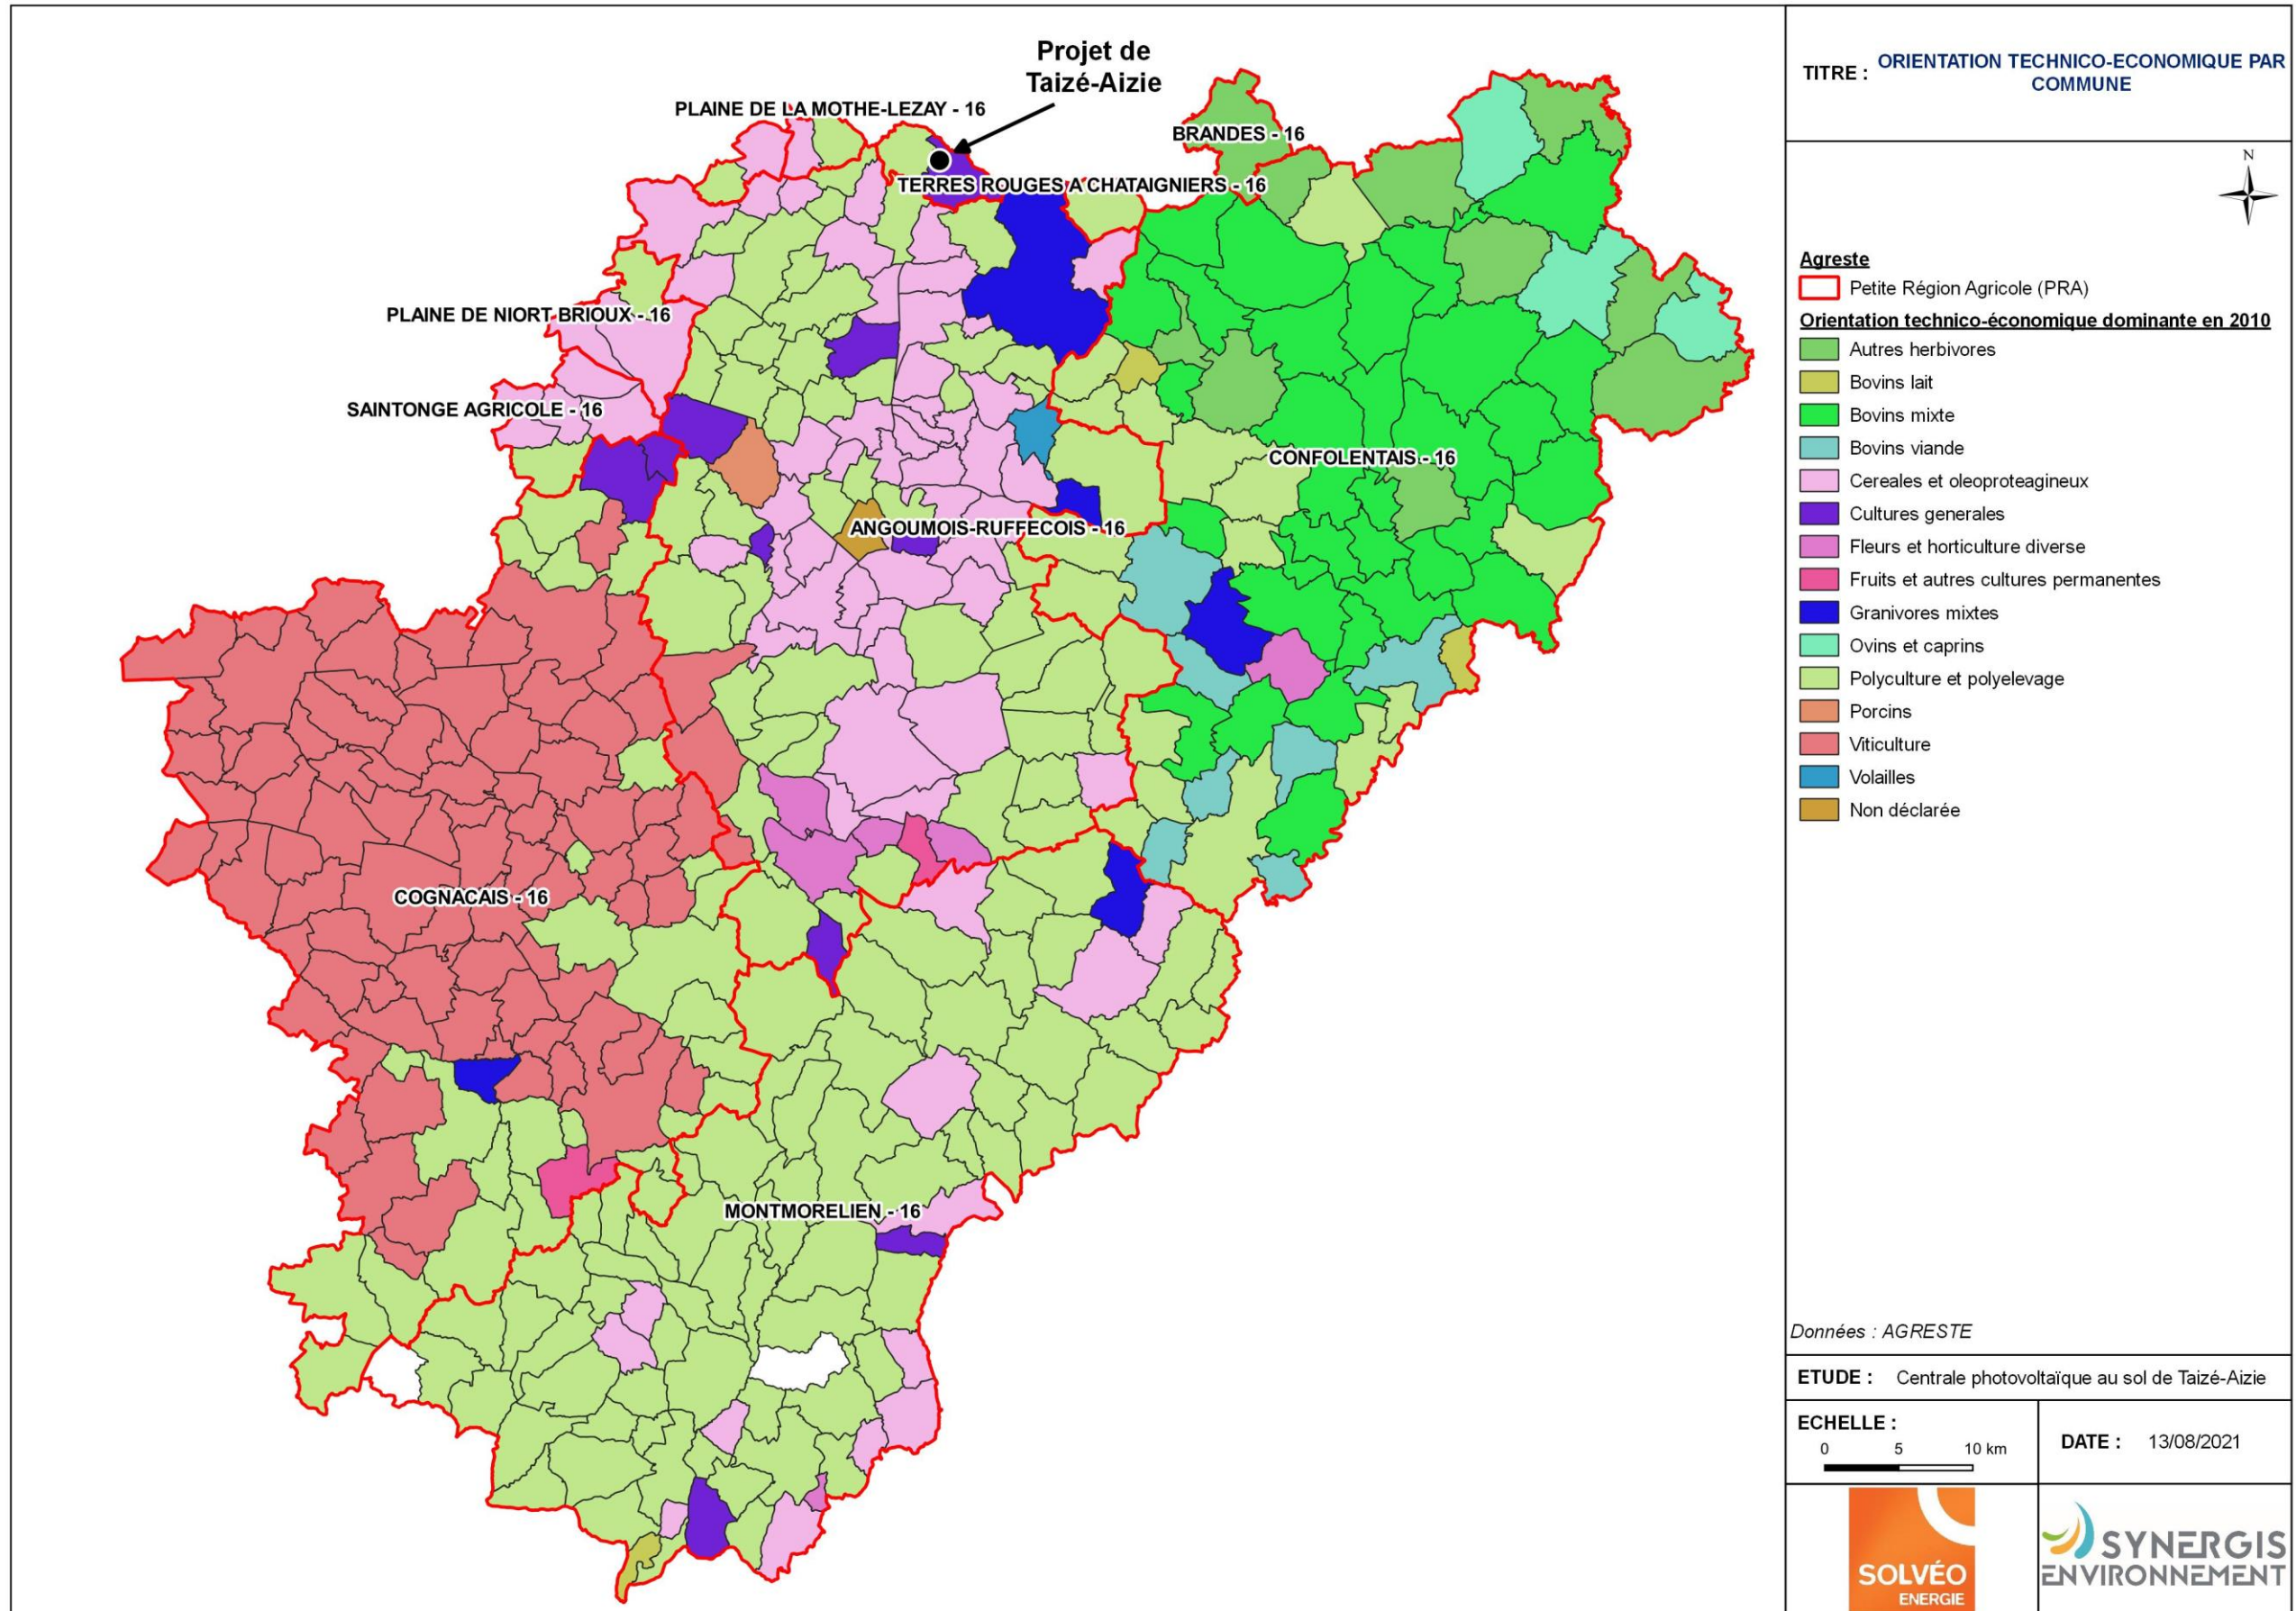 Projet de
Taizé-Aizie
PLAINE DE LA MOTHE-LEZAY - 16
BRANDES - 16
TERRES ROUGES A CHATAIGNIERS - 16
PLAINE DE NIORT BRIOUX - 16
SAINTONGE AGRICOLE - 16
CONFOLENTAIS - 16
ANGOUMOIS-RUFFECOIS - 16
COGNACAIS - 16
MONTMORELIEN - 16
TITRE : ORIENTATION TECHNICO-ECONOMIQUE PAR
COMMUNE
N
Agreste
Petite Région Agricole (PRA)
Orientation technico-économique dominante en 2010
Autres herbivores
Bovins lait
Bovins mixte
Bovins viande
Cereales et oleoproteagineux
Cultures generales
Fleurs et horticulture diverse
Fruits et autres cultures permanentes
Granivores mixtes
Ovins et caprins
Polyculture et polyelevage
Porcins
Viticulture
Volailles
Non déclarée
Données : AGRESTE
ETUDE : Centrale photovoltaïque au sol de Taizé-Aizie
ECHELLE :
0 5 10 km
DATE : 13/08/2021
SOLVÉO
ENERGIE
SYNERGIS
ENVIRONNEMENT